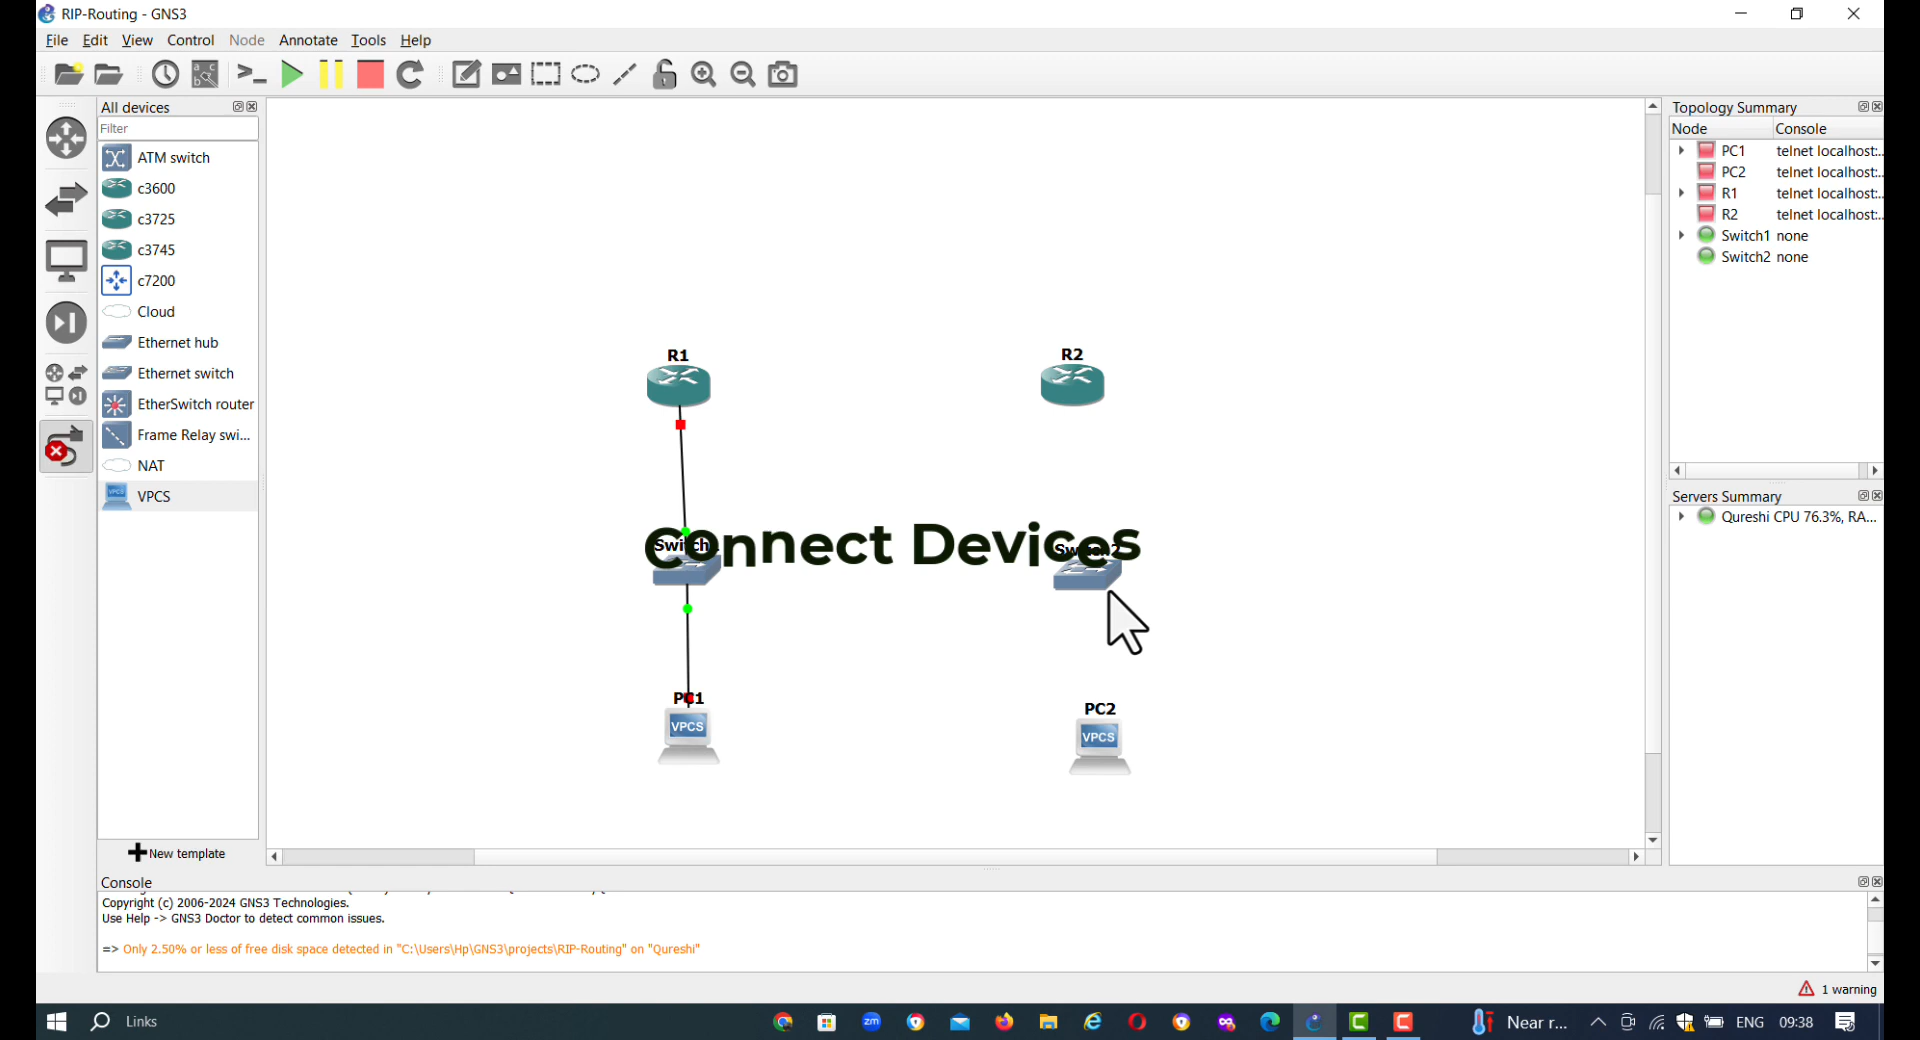 RIP-Routing - GNS3
File Edit View Control Node Annotate Tools Help
All devices
Filter
ATM switch
c3600
c3725
c3745
c7200
Cloud
Ethernet hub
Ethernet switch
EtherSwitch router
Frame Relay swi...
NAT
VPCS
New template
R1
R2
Connect Devices
PC1
VPCS
PC2
VPCS
Topology Summary
Node Console
PC1 telnet localhost:..
PC2 telnet localhost:..
R1 telnet localhost:..
R2 telnet localhost:..
Switch1 none
Switch2 none
Servers Summary
Qureshi CPU 76.3%, RA...
Console
Copyright (c) 2006-2024 GNS3 Technologies.
Use Help -> GNS3 Doctor to detect common issues.
=> Only 2.50% or less of free disk space detected in "C:\Users\Hp\GNS3\projects\RIP-Routing" on "Qureshi"
1 warning
Links
zm
Near r...
ENG
09:38